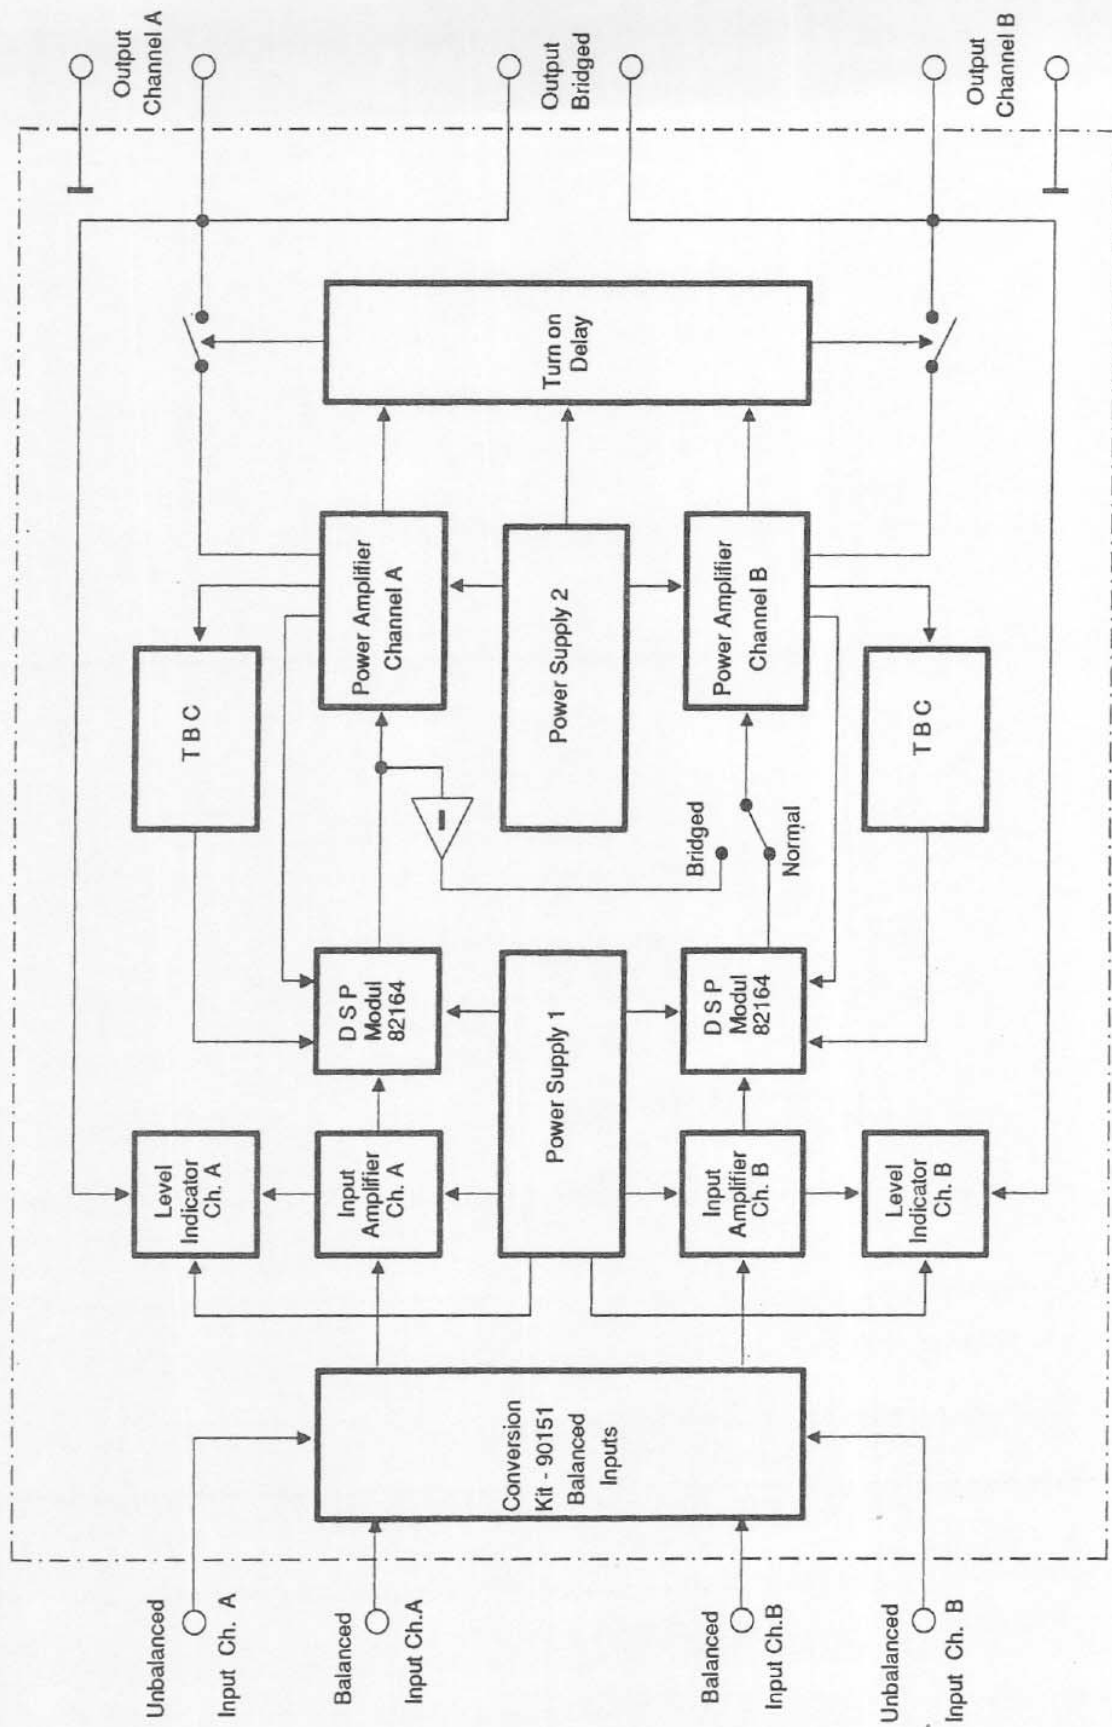 Unbalanced
Input Ch. A
Balanced
Input Ch.A
Balanced
Input Ch.B
Unbalanced
Input Ch. B
Conversion
Kit - 90151
Balanced
Inputs
Level
Indicator
Ch. A
Input
Amplifier
Ch. A
Power Supply 1
Input
Amplifier
Ch. B
Level
Indicator
Ch. B
D S P
Modul
82164
D S P
Modul
82164
T B C
Bridged
Normal
T B C
Power Amplifier
Channel A
Power Supply 2
Power Amplifier
Channel B
Turn on
Delay
Output
Channel A
Output
Bridged
Output
Channel B